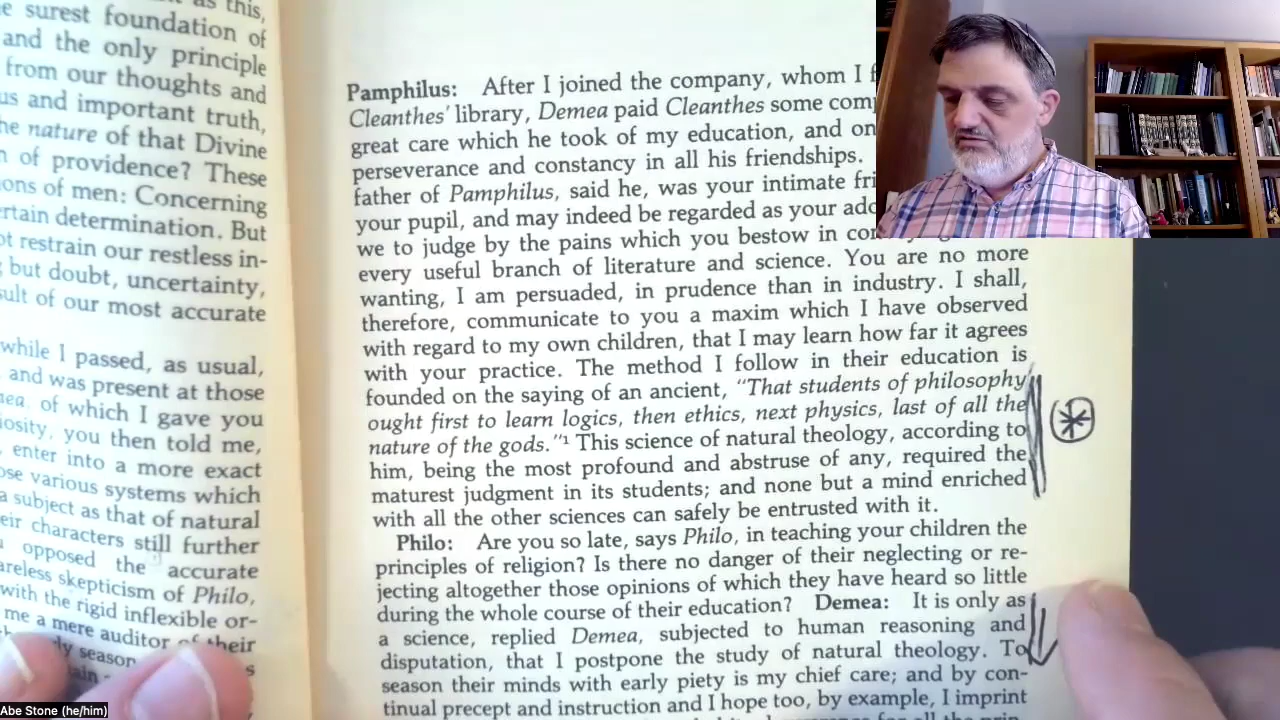 as this,
surest foundation of
and the only principle
from our thoughts and
us and important truth,
he nature of that Divine
of providence? These
ons of men: Concerning
ertain determination. But
ot restrain our restless in-
but doubt, uncertainty,
sult of our most accurate
while I passed, as usual,
and was present at those
mea, of which I gave you
iosity, you then told me,
enter into a more exact
ose various systems which
a subject as that of natural
eir characters still further
opposed the accurate
areless skepticism of Philo,
with the rigid inflexible or-
me a mere auditor of their
season
Pamphilus: After I joined the company, whom I f
Cleanthes' library, Demea paid Cleanthes some comp
great care which he took of my education, and on
perseverance and constancy in all his friendships.
father of Pamphilus, said he, was your intimate fri
your pupil, and may indeed be regarded as your ado
we to judge by the pains which you bestow in
every useful branch of literature and science. You are no more
wanting, I am persuaded, in prudence than in industry. I shall,
therefore, communicate to you a maxim which I have observed
with regard to my own children, that I may learn how far it agrees
with your practice. The method I follow in their education is
founded on the saying of an ancient, "That students of philosophy
ought first to learn logics, then ethics, next physics, last of all the
nature of the gods."1 This science of natural theology, according to
him, being the most profound and abstruse of any, required the
maturest judgment in its students; and none but a mind enriched
with all the other sciences can safely be entrusted with it.
Philo: Are you so late, says Philo, in teaching your children the
principles of religion? Is there no danger of their neglecting or re-
jecting altogether those opinions of which they have heard so little
during the whole course of their education? Demea: It is only as
a science, replied Demea, subjected to human reasoning and
disputation, that I postpone the study of natural theology. To
season their minds with early piety is my chief care; and by con-
tinual precept and instruction and I hope too, by example, I imprint
Abe Stone (he/him)